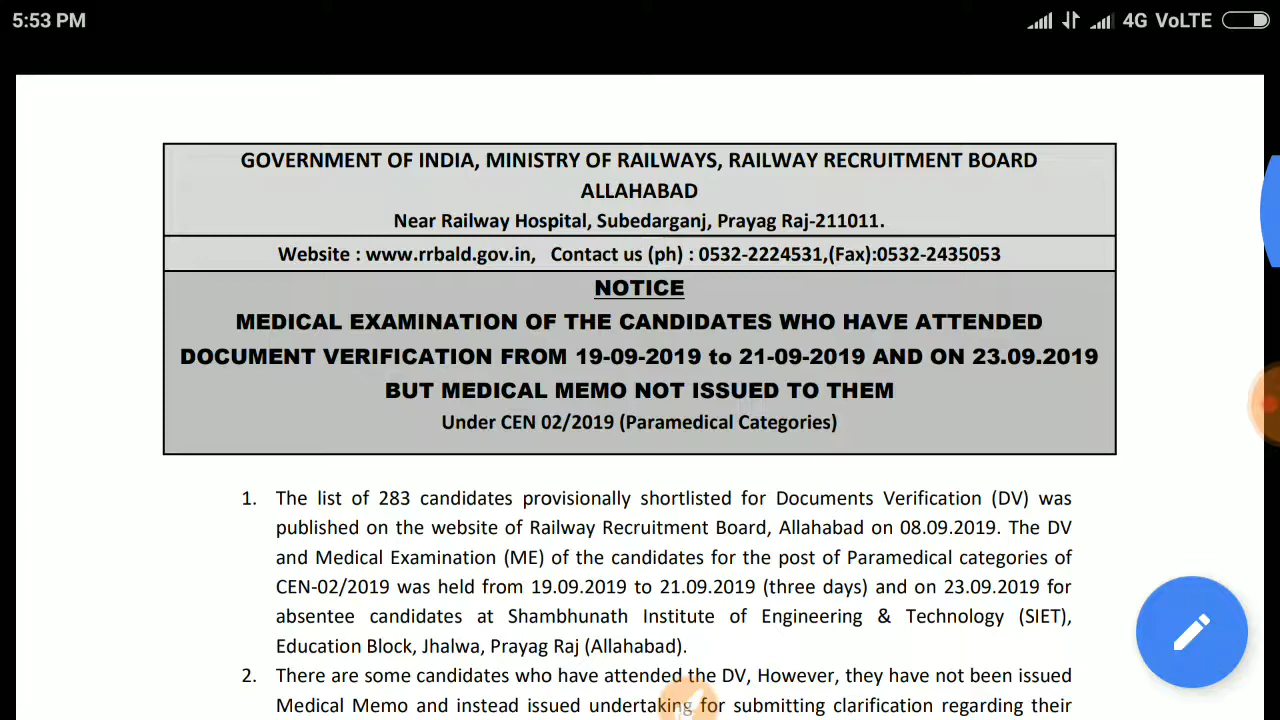 5:53 PM
4G VoLTE
GOVERNMENT OF INDIA, MINISTRY OF RAILWAYS, RAILWAY RECRUITMENT BOARD
ALLAHABAD
Near Railway Hospital, Subedarganj, Prayag Raj-211011.
Website : www.rrbald.gov.in, Contact us (ph) : 0532-2224531,(Fax):0532-2435053
NOTICE
MEDICAL EXAMINATION OF THE CANDIDATES WHO HAVE ATTENDED
DOCUMENT VERIFICATION FROM 19-09-2019 to 21-09-2019 AND ON 23.09.2019
BUT MEDICAL MEMO NOT ISSUED TO THEM
Under CEN 02/2019 (Paramedical Categories)
1. The list of 283 candidates provisionally shortlisted for Documents Verification (DV) was
published on the website of Railway Recruitment Board, Allahabad on 08.09.2019. The DV
and Medical Examination (ME) of the candidates for the post of Paramedical categories of
CEN-02/2019 was held from 19.09.2019 to 21.09.2019 (three days) and on 23.09.2019 for
absentee candidates at Shambhunath Institute of Engineering & Technology (SIET),
Education Block, Jhalwa, Prayag Raj (Allahabad).
2. There are some candidates who have attended the DV, However, they have not been issued
Medical Memo and instead issued undertaking for submitting clarification regarding their